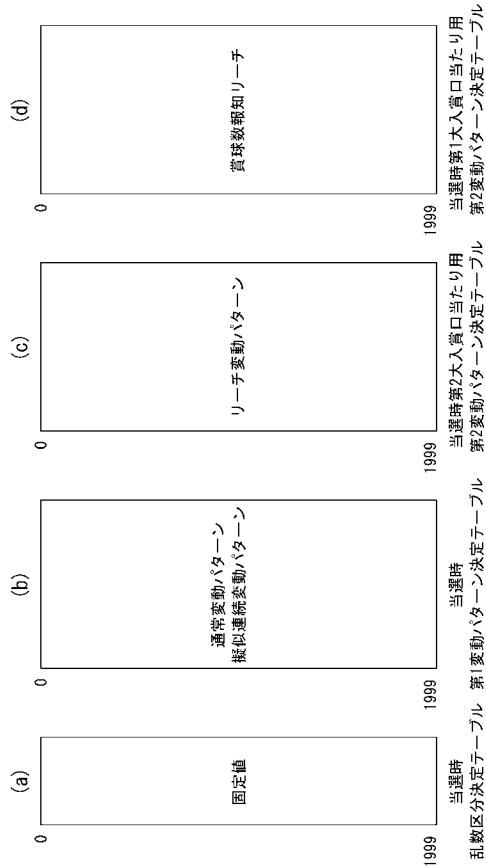 (a)
0
固定値
1999
当選時
乱数区分決定テーブル
(b)
0
通常変動パターン
擬似連続変動パターン
1999
当選時
第1変動パターン決定テーブル
(c)
0
リーチ変動パターン
1999
当選時第2大入賞口当たり用
第2変動パターン決定テーブル
(d)
0
賞球数報知リーチ
1999
当選時第1大入賞口当たり用
第2変動パターン決定テーブル